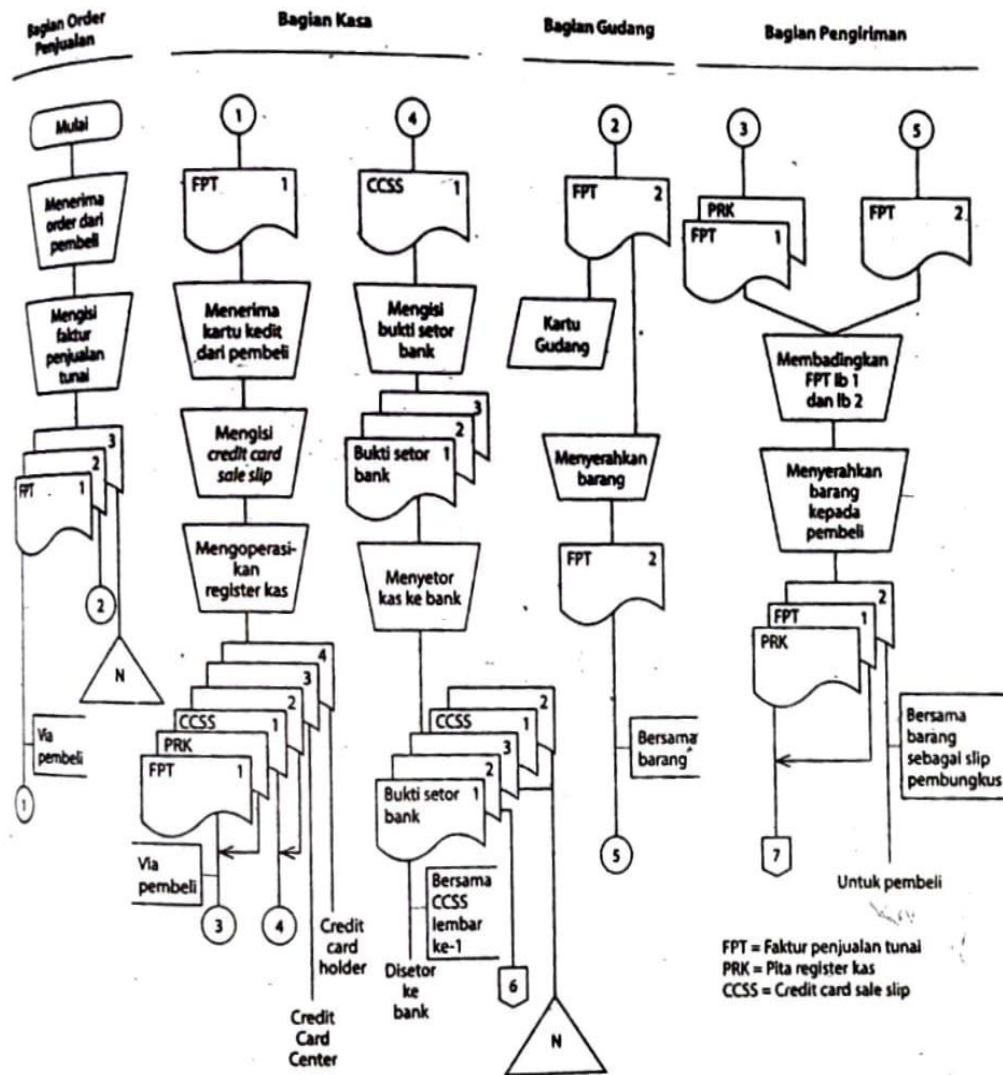 Bagian Order
Penjualan
Mulai
Menerima
order dari
pembeli
Mengisi
faktur
penjualan
tunai
3
2
FPT 1
2
N
Via
pembeli
1
Bagian Kasa
1
FPT 1
Menerima
kartu kedit
dari pembeli
Mengisi
credit card
sale slip
Mengoperasi-
kan
register kas
4
3
2
CCSS 1
PRK
FPT 1
Via
pembeli
3
4
Credit
card
holder
Credit
Card
Center
4
CCSS 1
Mengisi
bukti setor
bank
3
2
Bukti setor 1
bank
Menyetor
kas ke bank
2
CCSS 1
3
2
Bukti setor 1
bank
Bersama
CCSS
lembar
ke-1
Disetor
ke
bank
6
N
Bagian Gudang
2
FPT 2
Kartu
Gudang
Menyerahkan
barang
FPT 2
Bersama
barang
5
Bagian Pengiriman
3
PRK
FPT 1
5
FPT 2
Membadingkan
FPT lb 1
dan lb 2
Menyerahkan
barang
kepada
pembeli
2
FPT 1
PRK
Bersama
barang
sebagai slip
pembungkus
7
Untuk pembeli
FPT = Faktur penjualan tunai
PRK = Pita register kas
CCSS = Credit card sale slip